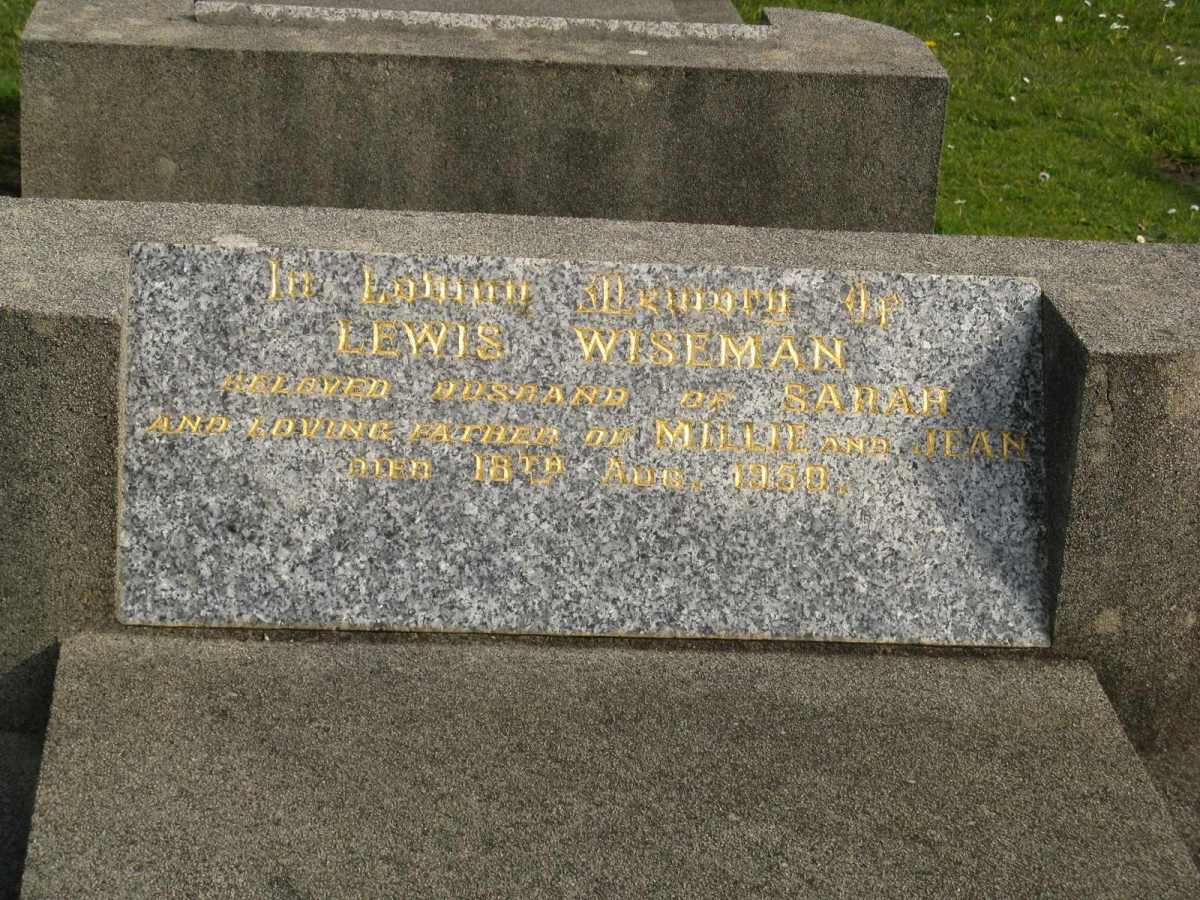 In Loving Memory Of
LEWIS WISEMAN
BELOVED HUSBAND OF SARAH
AND LOVING FATHER OF MILLIE AND JEAN
DIED 18TH AUG. 1950.